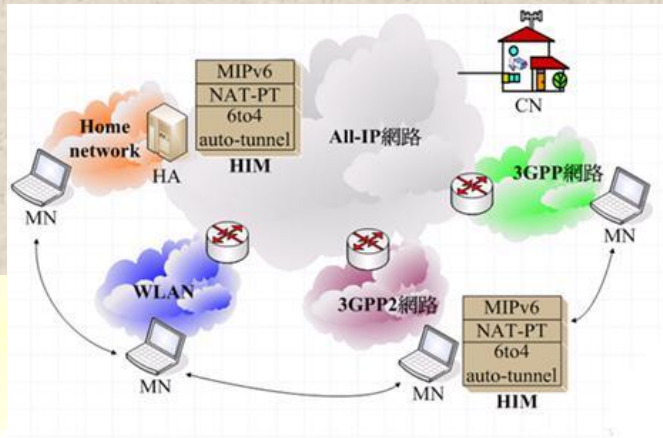 MIPv6
NAT-PT
6to4
auto-tunnel
HIM
Home
network
HA
MN
All-IP網路
CN
3GPP網路
MN
WLAN
MN
3GPP2網路
MN
MIPv6
NAT-PT
6to4
auto-tunnel
HIM